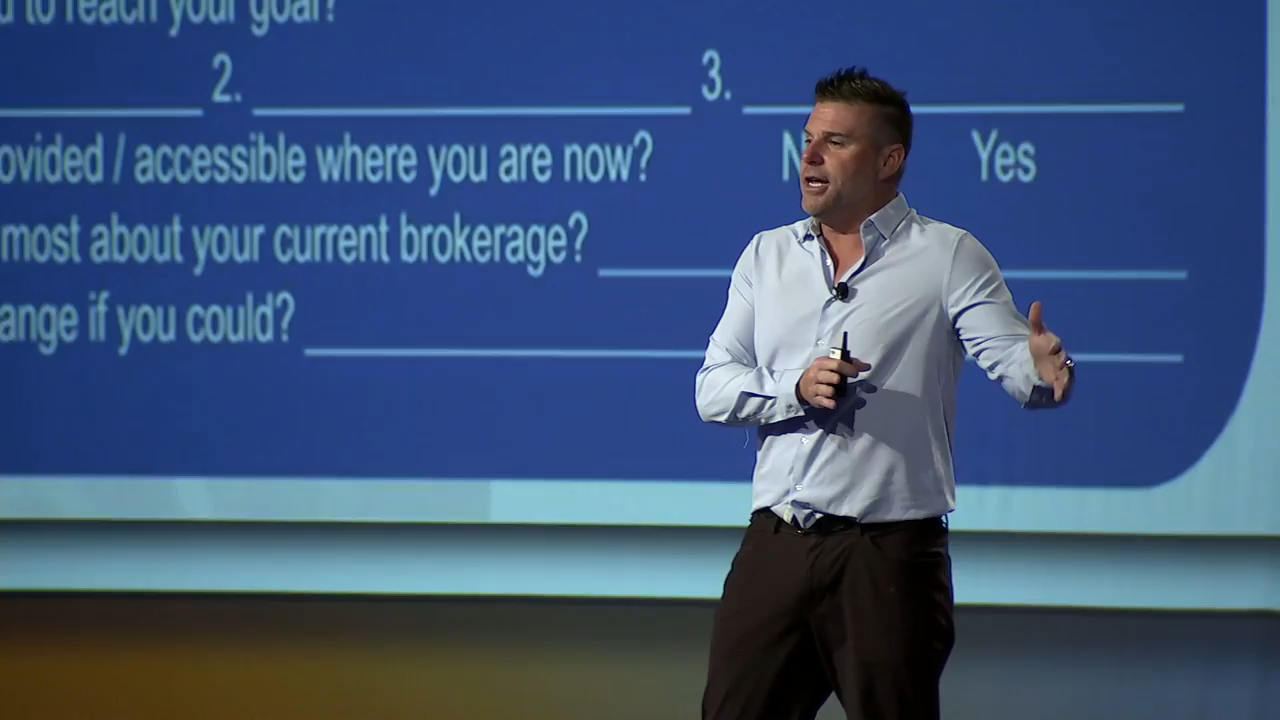 to reach your goal?
2. 3.
ovided / accessible where you are now? N Yes
most about your current brokerage?
ange if you could?